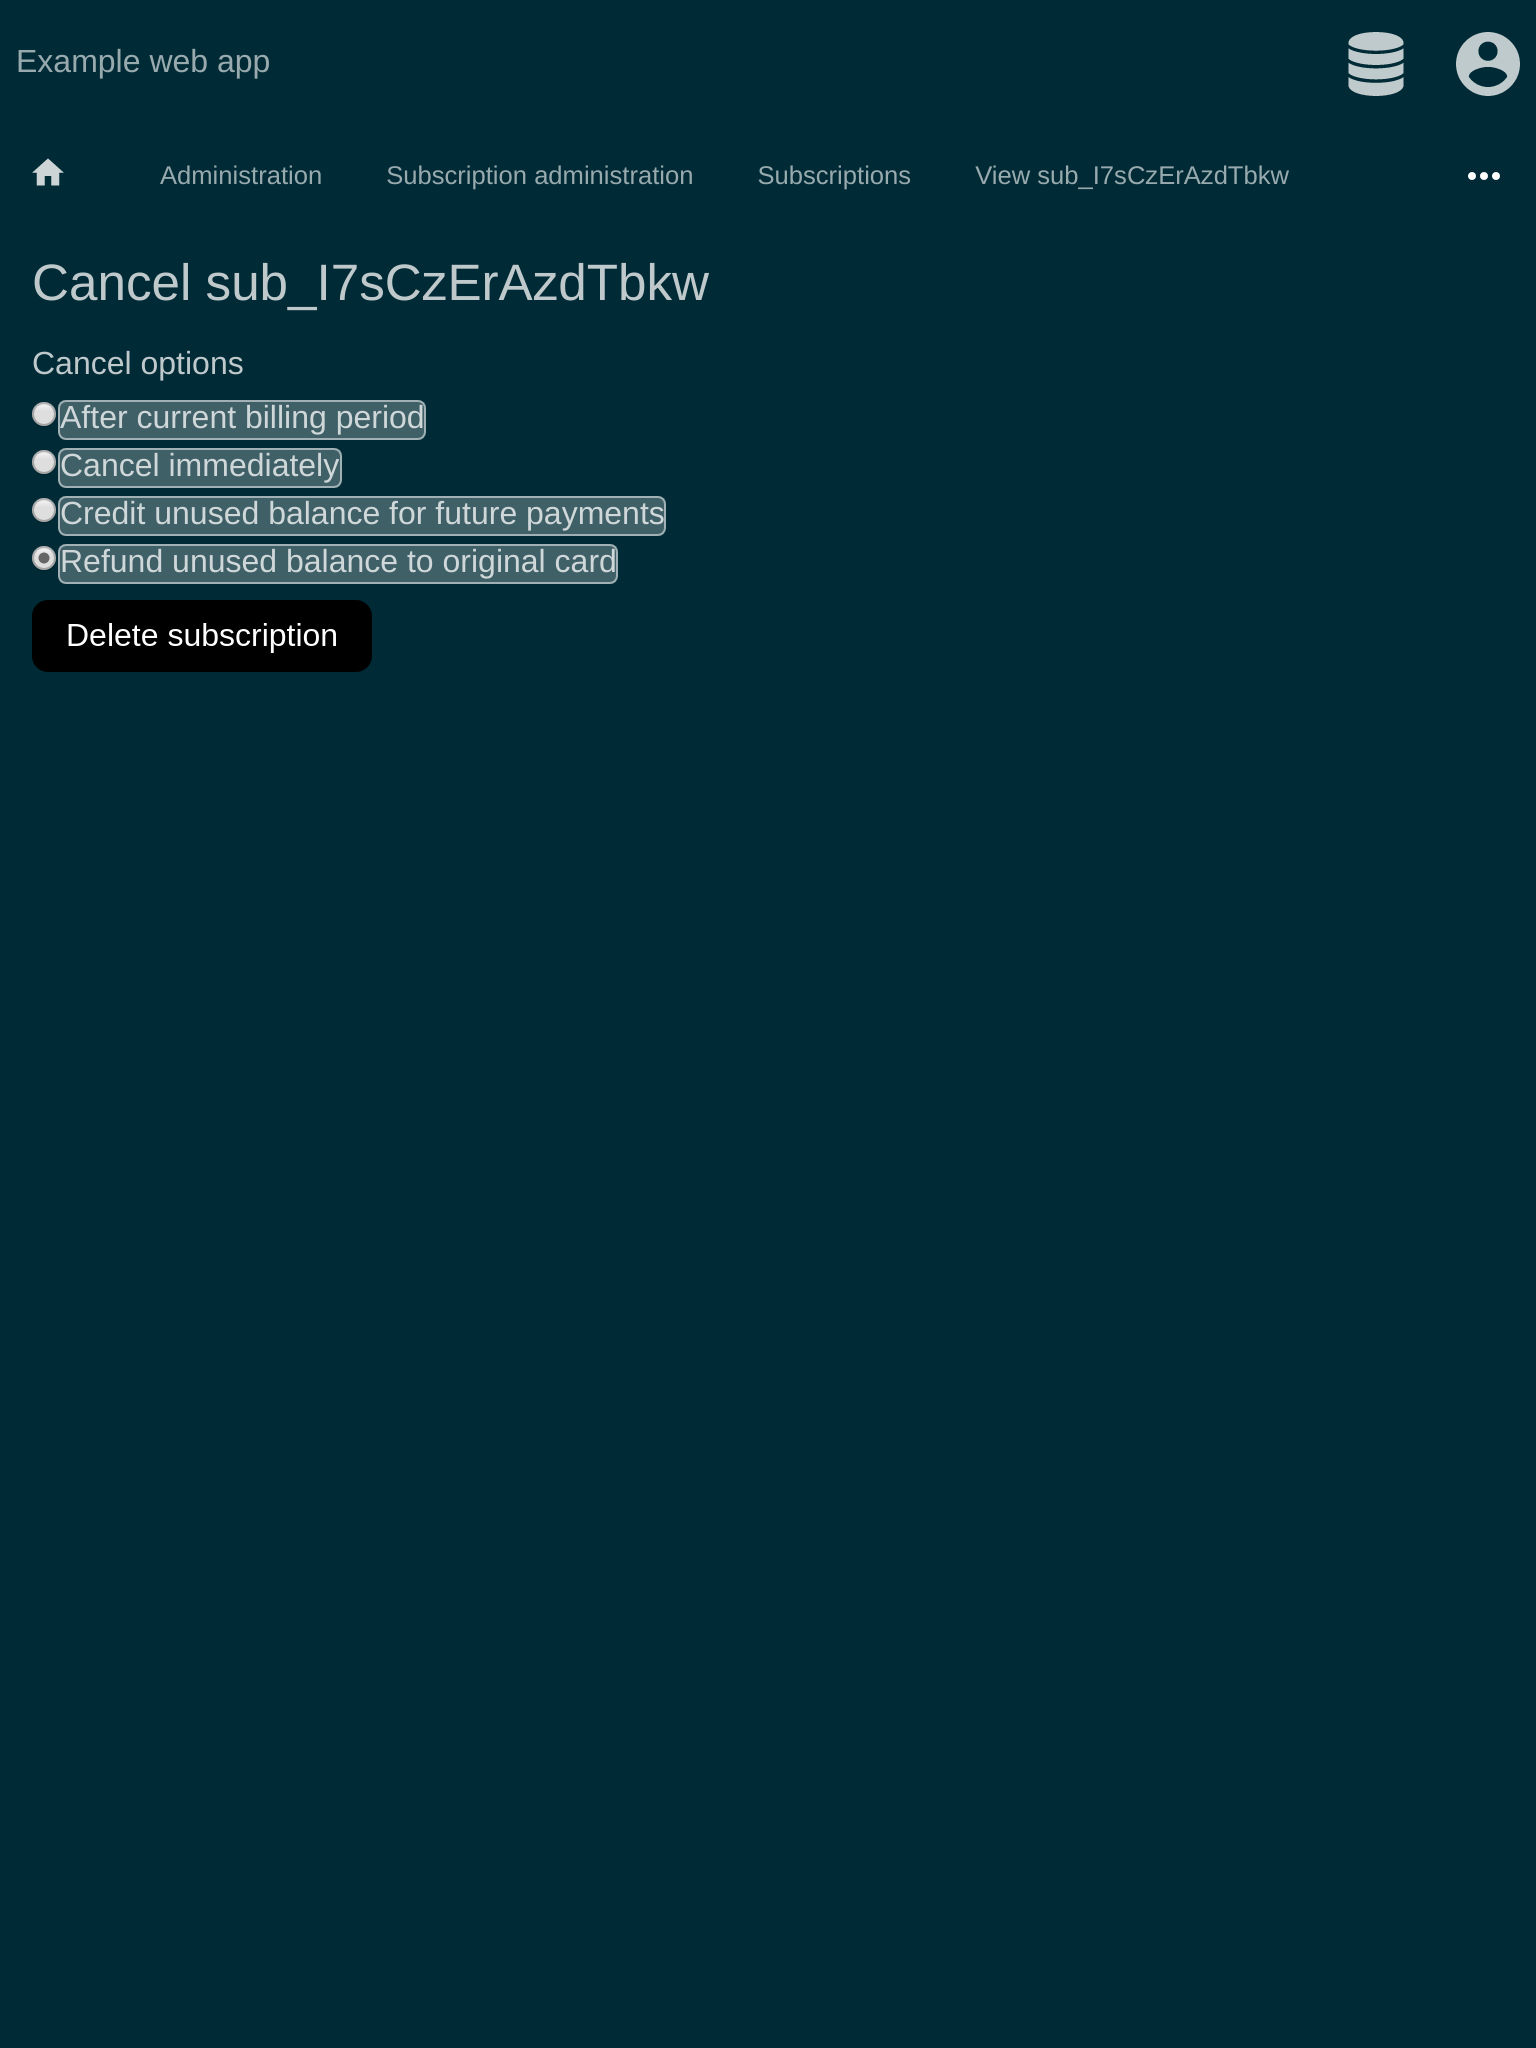 Example web app
Administration Subscription administration Subscriptions View sub_I7sCzErAzdTbkw
Cancel sub_I7sCzErAzdTbkw
Cancel options
After current billing period
Cancel immediately
Credit unused balance for future payments
Refund unused balance to original card
Delete subscription